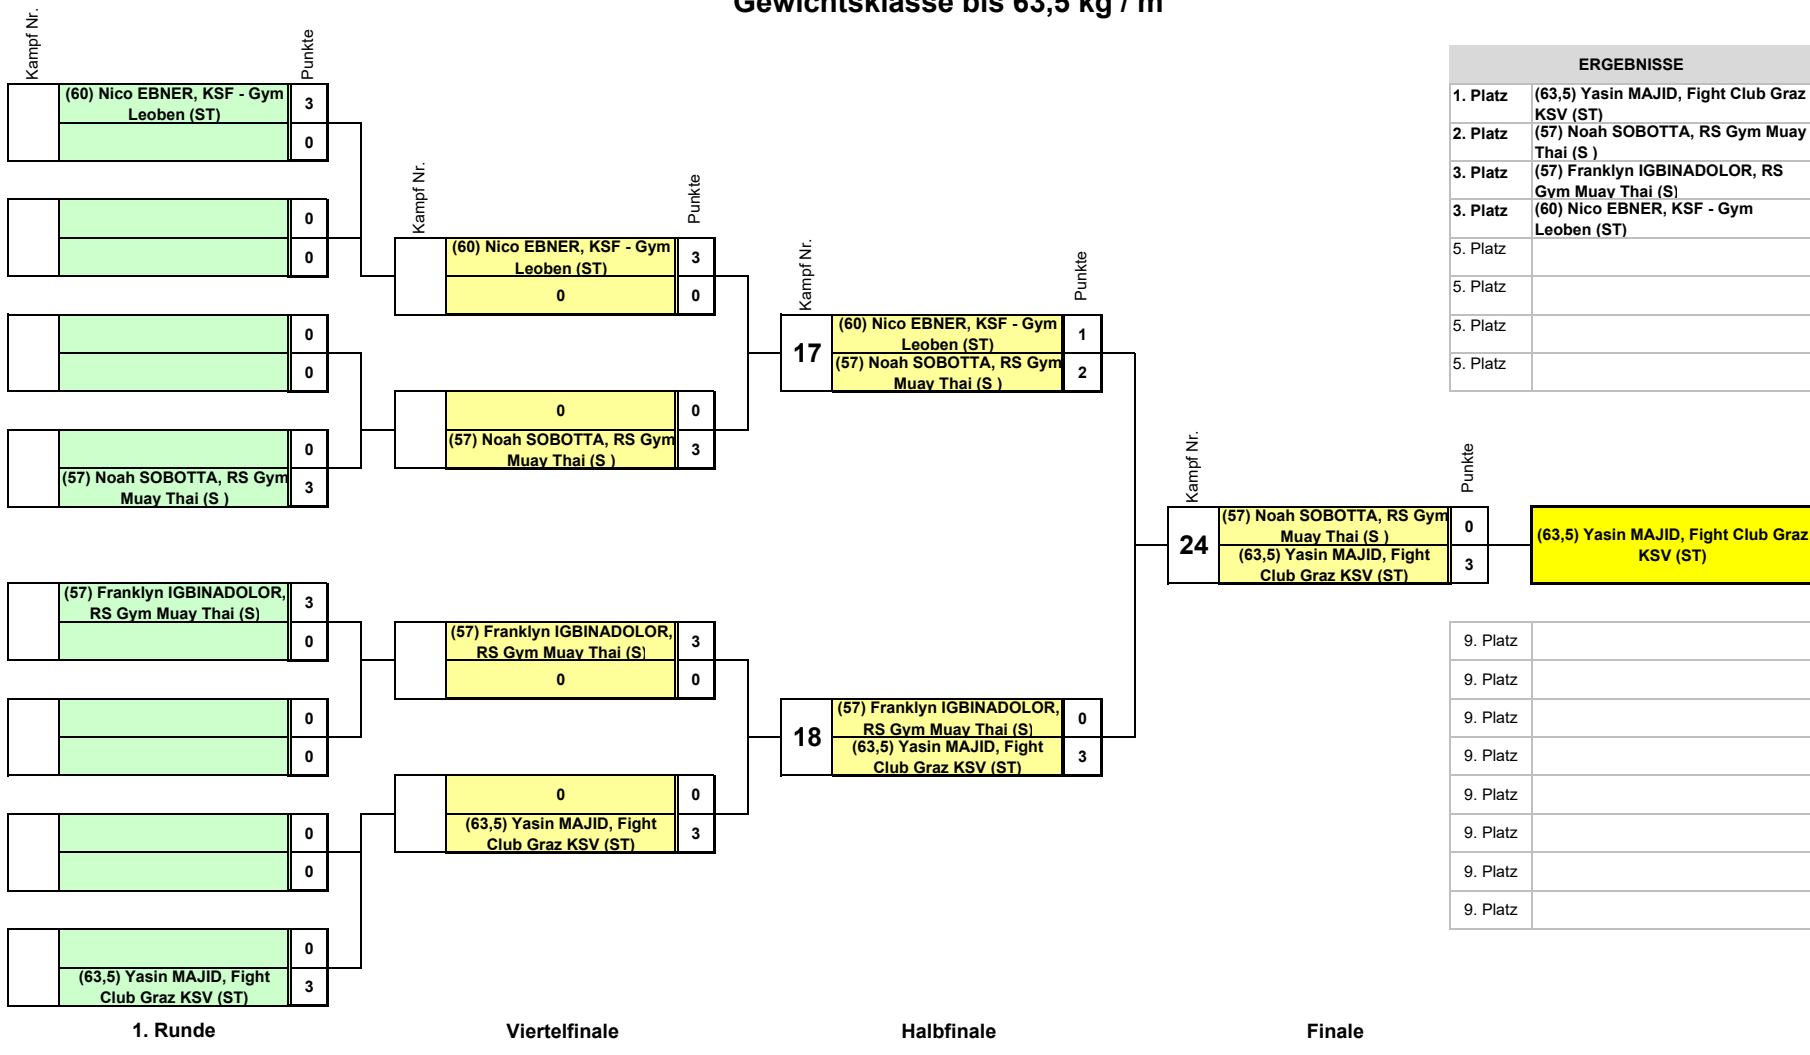 Gewichtsklasse bis 63,5 kg / m
Kampf Nr.
Punkte
(60) Nico EBNER, KSF - Gym
Leoben (ST)
3
0
0
0
0
0
0
(57) Noah SOBOTTA, RS Gym
Muay Thai (S )
3
(57) Franklyn IGBINADOLOR,
RS Gym Muay Thai (S)
3
0
0
0
0
0
0
(63,5) Yasin MAJID, Fight
Club Graz KSV (ST)
3
1. Runde
Kampf Nr.
Punkte
(60) Nico EBNER, KSF - Gym
Leoben (ST)
3
0
0
0
0
(57) Noah SOBOTTA, RS Gym
Muay Thai (S )
3
(57) Franklyn IGBINADOLOR,
RS Gym Muay Thai (S)
3
0
0
0
0
(63,5) Yasin MAJID, Fight
Club Graz KSV (ST)
3
Viertelfinale
Kampf Nr.
Punkte
17
(60) Nico EBNER, KSF - Gym
Leoben (ST)
1
(57) Noah SOBOTTA, RS Gym
Muay Thai (S )
2
18
(57) Franklyn IGBINADOLOR,
RS Gym Muay Thai (S)
0
(63,5) Yasin MAJID, Fight
Club Graz KSV (ST)
3
Halbfinale
Kampf Nr.
Punkte
24
(57) Noah SOBOTTA, RS Gym
Muay Thai (S )
0
(63,5) Yasin MAJID, Fight
Club Graz KSV (ST)
3
Finale
(63,5) Yasin MAJID, Fight Club Graz
KSV (ST)
ERGEBNISSE
1. Platz (63,5) Yasin MAJID, Fight Club Graz
KSV (ST)
2. Platz (57) Noah SOBOTTA, RS Gym Muay
Thai (S )
3. Platz (57) Franklyn IGBINADOLOR, RS
Gym Muay Thai (S)
3. Platz (60) Nico EBNER, KSF - Gym
Leoben (ST)
5. Platz
5. Platz
5. Platz
5. Platz
9. Platz
9. Platz
9. Platz
9. Platz
9. Platz
9. Platz
9. Platz
9. Platz